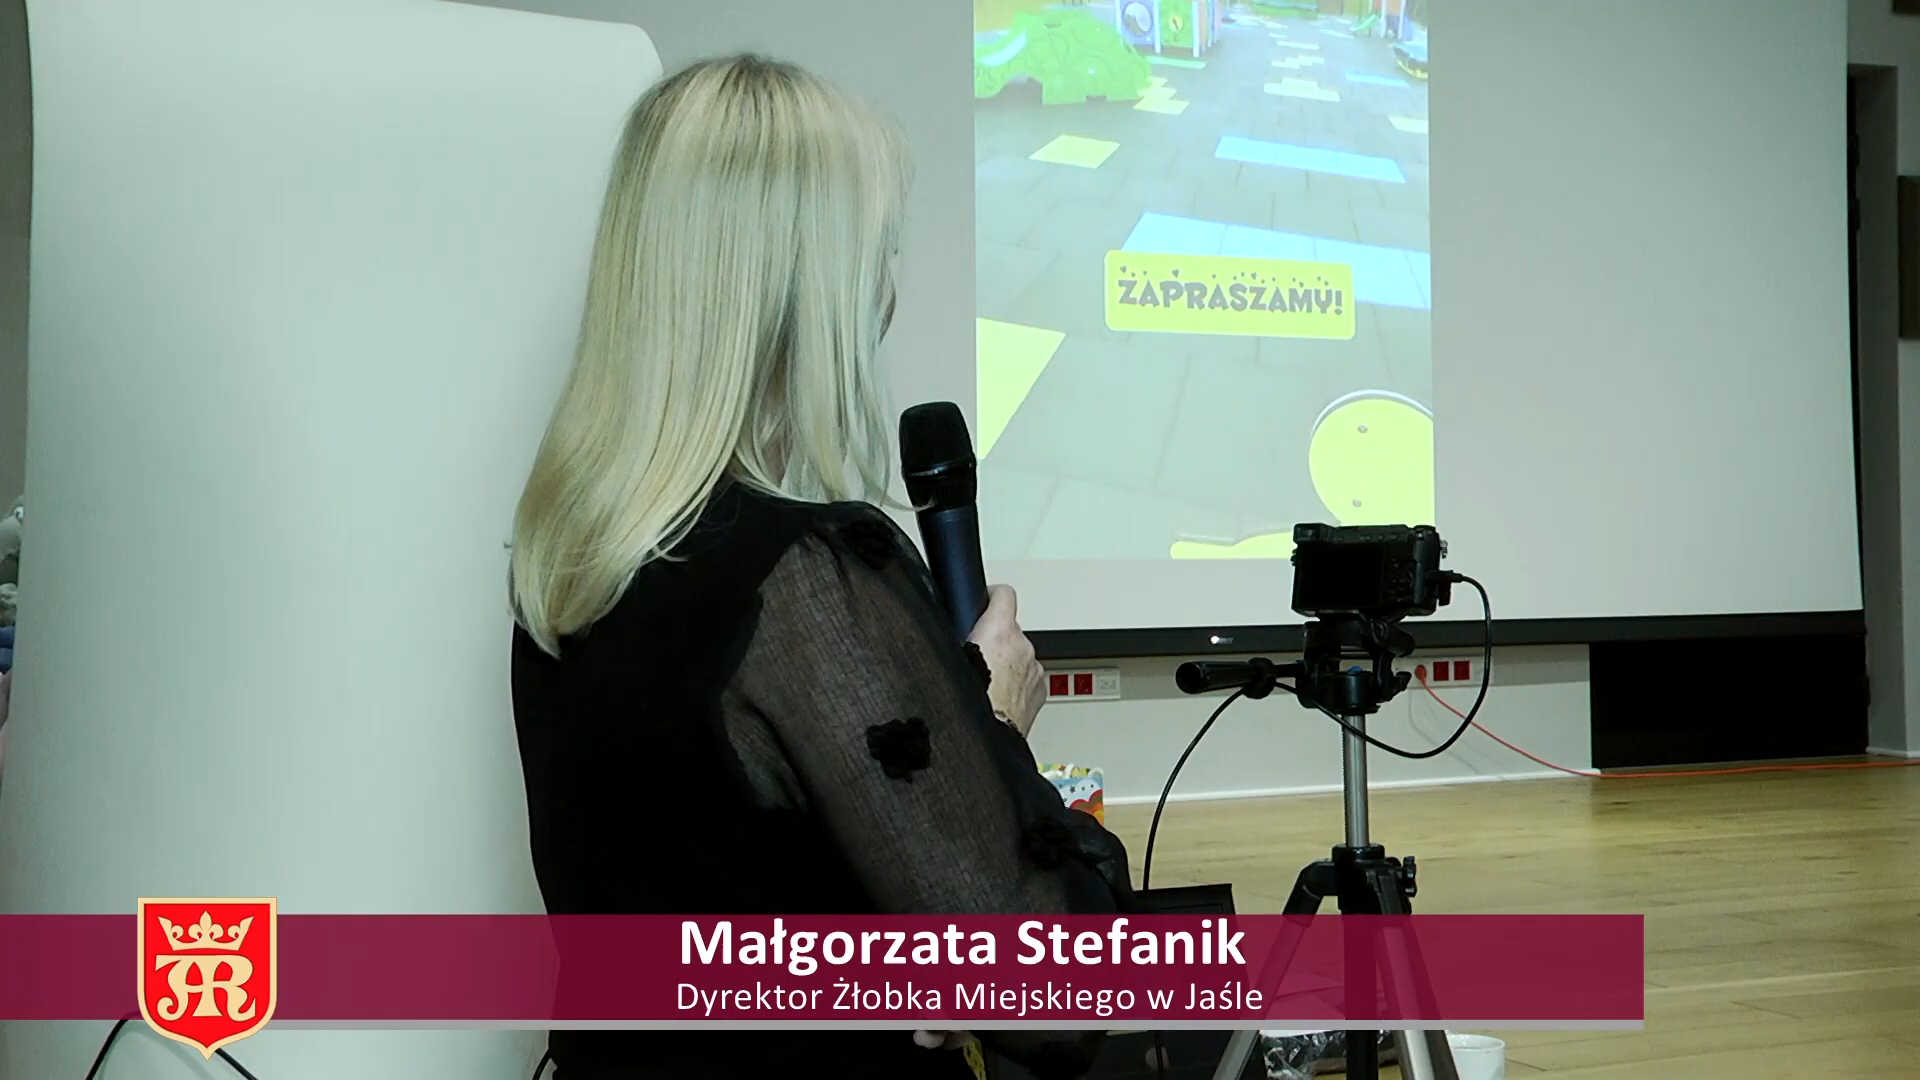 ZAPRASZAMY!
Małgorzata Stefanik
Dyrektor Żłobka Miejskiego w Jaśle